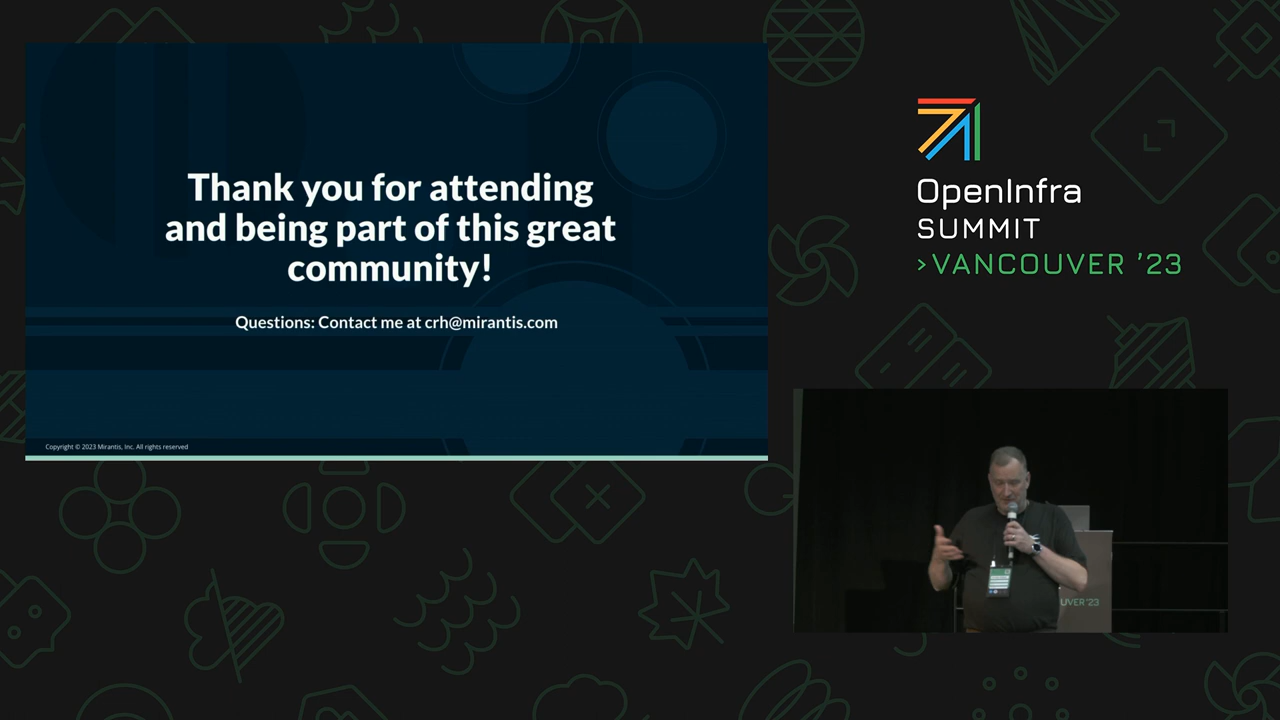 Thank you for attending
and being part of this great
community!
Questions: Contact me at crh@mirantis.com
Copyright © 2023 Mirantis, Inc. All rights reserved
OpenInfra
SUMMIT
>VANCOUVER '23
UVER '23